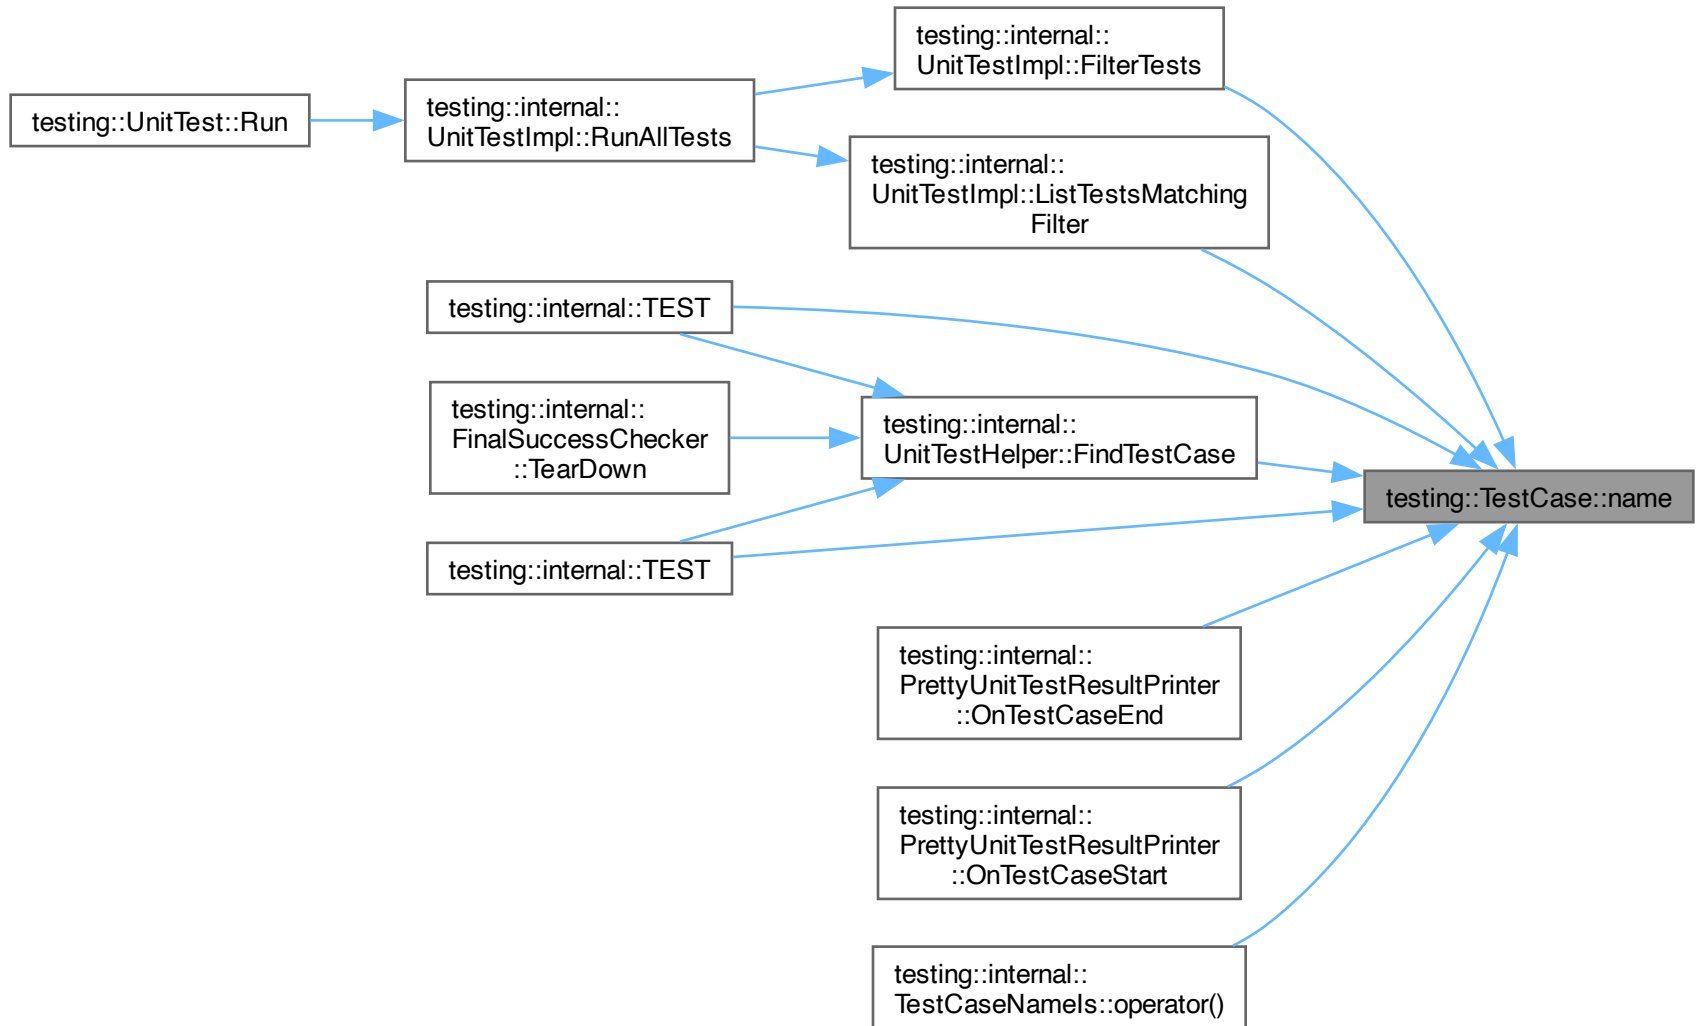 testing::internal::
UnitTestImpl::FilterTests
testing::UnitTest::Run
testing::internal::
UnitTestImpl::RunAllTests
testing::internal::
UnitTestImpl::ListTestsMatching
Filter
testing::internal::TEST
testing::internal::
FinalSuccessChecker
::TearDown
testing::internal::
UnitTestHelper::FindTestCase
testing::TestCase::name
testing::internal::TEST
testing::internal::
PrettyUnitTestResultPrinter
::OnTestCaseEnd
testing::internal::
PrettyUnitTestResultPrinter
::OnTestCaseStart
testing::internal::
TestCaseNameIs::operator()